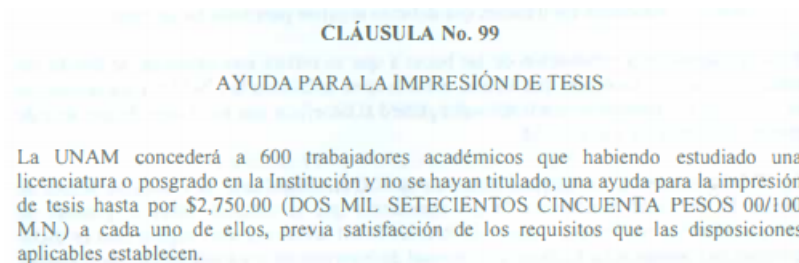 CLÁUSULA No. 99
AYUDA PARA LA IMPRESIÓN DE TESIS
La UNAM concederá a 600 trabajadores académicos que habiendo estudiado una
licenciatura o posgrado en la Institución y no se hayan titulado, una ayuda para la impresión
de tesis hasta por $2,750.00 (DOS MIL SETECIENTOS CINCUENTA PESOS 00/100
M.N.) a cada uno de ellos, previa satisfacción de los requisitos que las disposiciones
aplicables establecen.